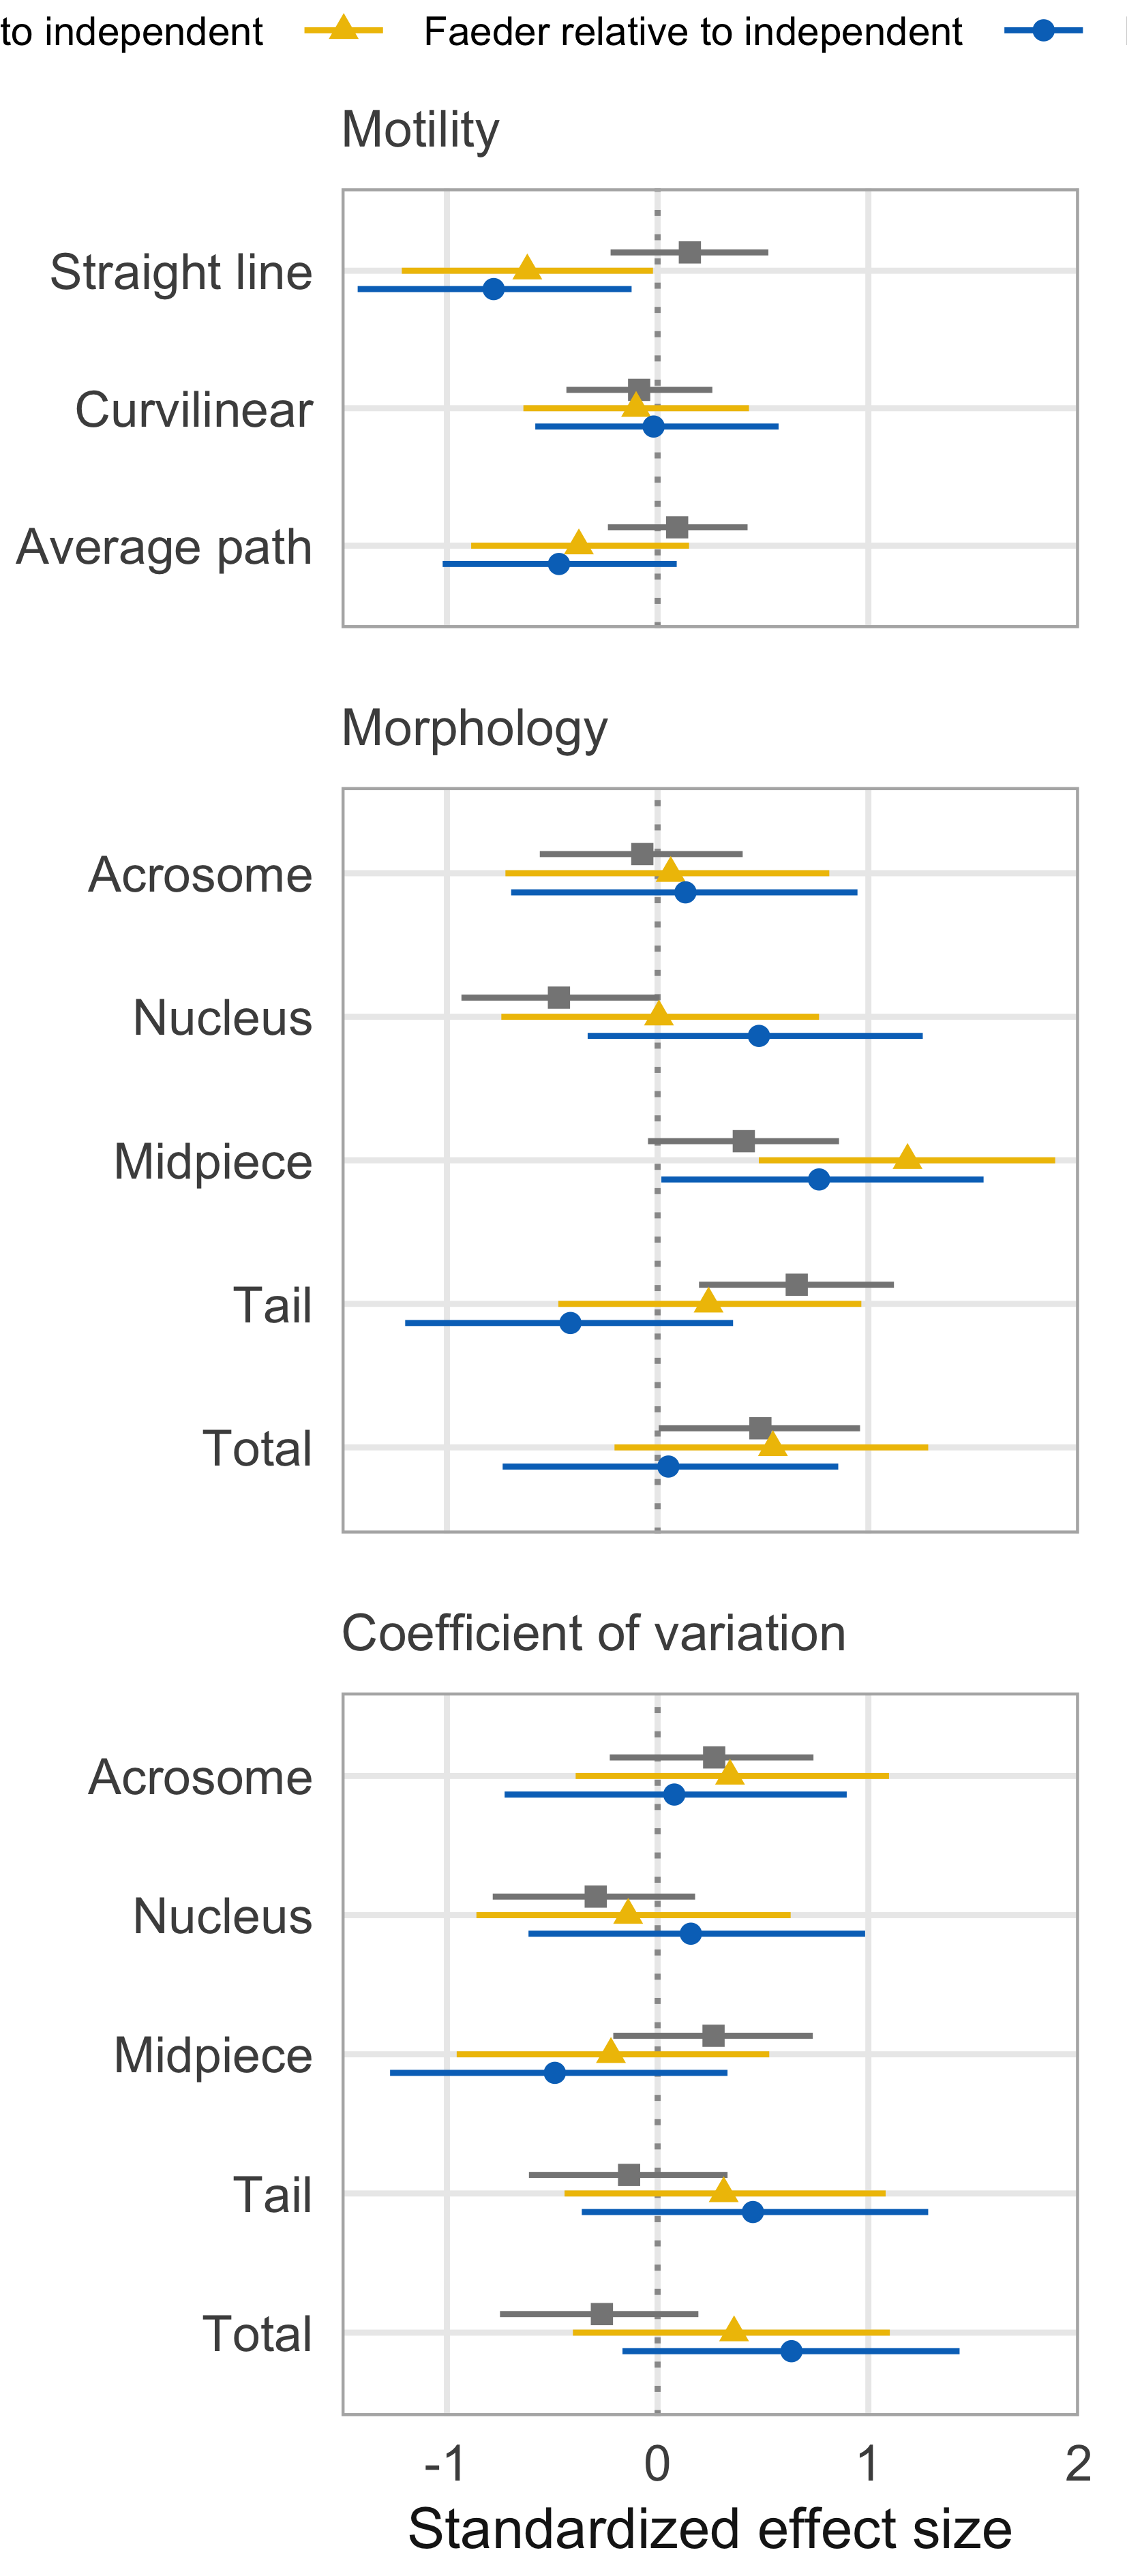 to independent Faeder relative to independent
Motility
Straight line
Curvilinear
Average path
Morphology
Acrosome
Nucleus
Midpiece
Tail
Total
Coefficient of variation
Acrosome
Nucleus
Midpiece
Tail
Total
-1 0 1 2
Standardized effect size